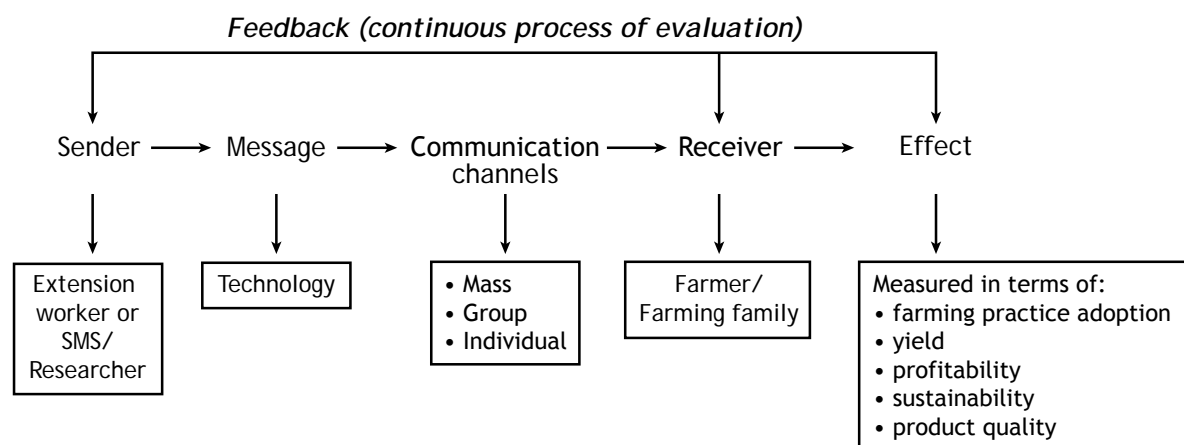 Feedback (continuous process of evaluation)
Sender
Message
Communication
channels
Receiver
Effect
Extension
worker or
SMS/
Researcher
Technology
• Mass
• Group
• Individual
Farmer/
Farming family
Measured in terms of:
• farming practice adoption
• yield
• profitability
• sustainability
• product quality